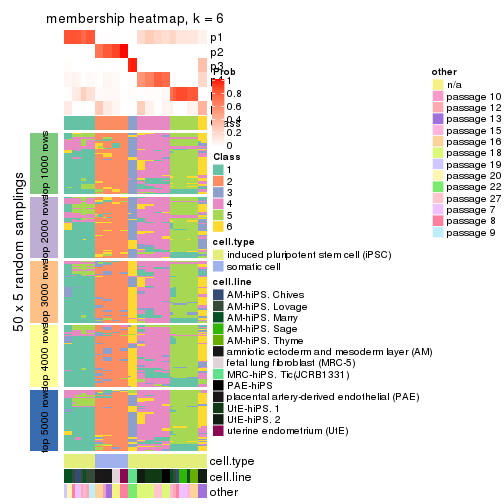 membership heatmap, k = 6
p1
p2
p3
Prob
1
0.8
0.6
0.4
0.2
0
Class
1
2
3
4
5
6
cell.type
induced pluripotent stem cell (iPSC)
somatic cell
cell.line
AM-hiPS. Chives
AM-hiPS. Lovage
AM-hiPS. Marry
AM-hiPS. Sage
AM-hiPS. Thyme
amniotic ectoderm and mesoderm layer (AM)
fetal lung fibroblast (MRC-5)
MRC-hiPS. Tic(JCRB1331)
PAE-hiPS
placental artery-derived endothelial (PAE)
UtE-hiPS. 1
UtE-hiPS. 2
uterine endometrium (UtE)
other
n/a
passage 10
passage 12
passage 13
passage 15
passage 16
passage 18
passage 19
passage 20
passage 22
passage 27
passage 7
passage 8
passage 9
50 x 5 random samplings
top 1000 rows
top 2000 rows
top 3000 rows
top 4000 rows
top 5000 rows
cell.type
cell.line
other